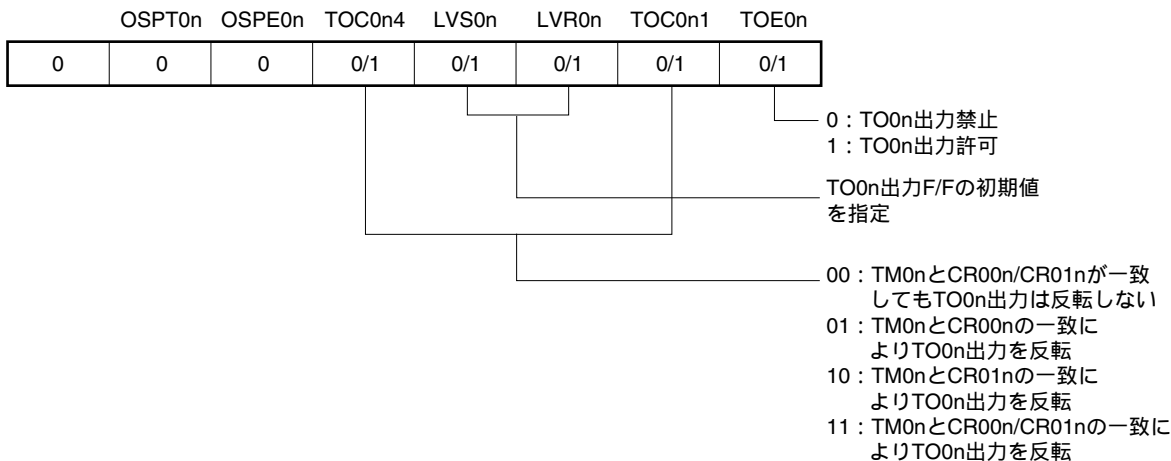 OSPT0n OSPE0n TOC0n4 LVS0n LVR0n TOC0n1 TOE0n
0 0 0 0/1 0/1 0/1 0/1 0/1
0：TO0n出力禁止
1：TO0n出力許可
TO0n出力F/Fの初期値
を指定
00：TM0nとCR00n/CR01nが一致
してもTO0n出力は反転しない
01：TM0nとCR00nの一致に
よりTO0n出力を反転
10：TM0nとCR01nの一致に
よりTO0n出力を反転
11：TM0nとCR00n/CR01nの一致に
よりTO0n出力を反転